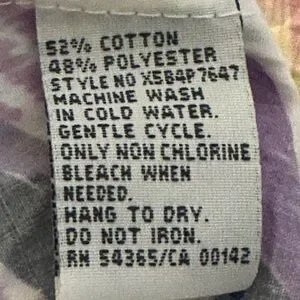 52% COTTON
48% POLYESTER
STYLE NO X5B4P7647
MACHINE WASH
IN COLD WATER.
GENTLE CYCLE.
ONLY NON CHLORINE
BLEACH WHEN
NEEDED.
HANG TO DRY.
DO NOT IRON.
RN 54365/CA 00142